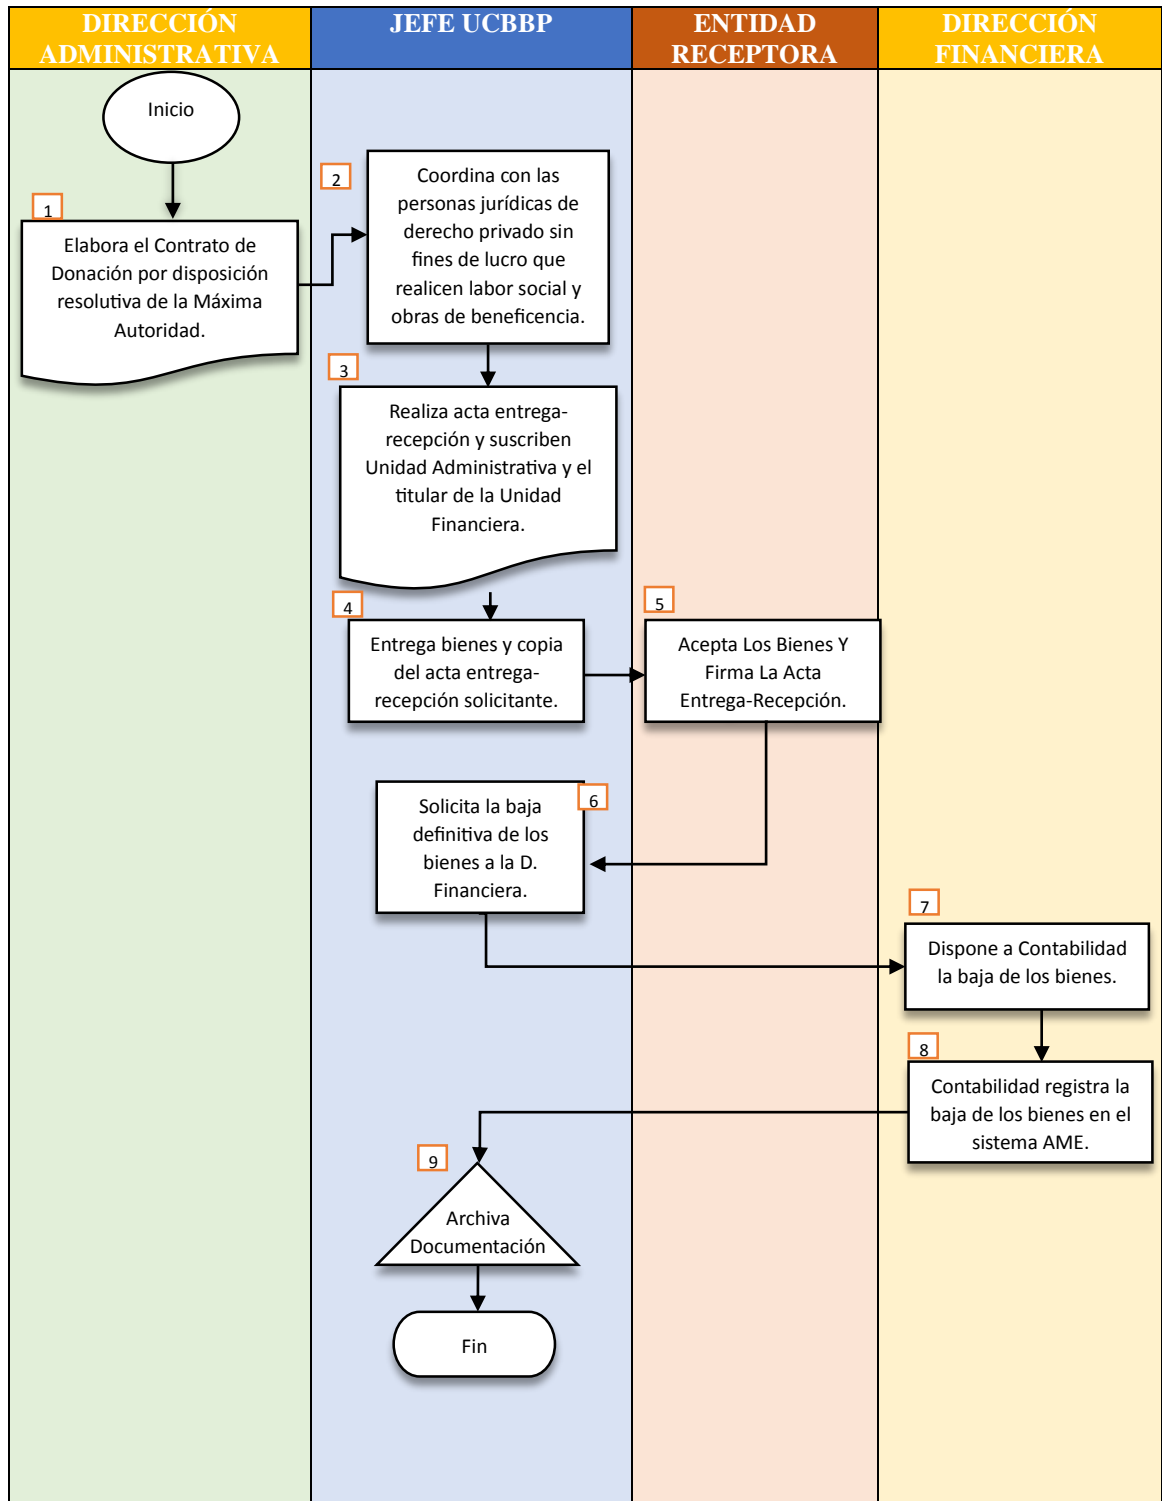 DIRECCIÓN
ADMINISTRATIVA
JEFE UCBBP
ENTIDAD
RECEPTORA
DIRECCIÓN
FINANCIERA
Inicio
1
Elabora el Contrato de
Donación por disposición
resolutiva de la Máxima
Autoridad.
2
Coordina con las
personas jurídicas de
derecho privado sin
fines de lucro que
realicen labor social y
obras de beneficencia.
3
Realiza acta entrega-
recepción y suscriben
Unidad Administrativa y el
titular de la Unidad
Financiera.
4
Entrega bienes y copia
del acta entrega-
recepción solicitante.
5
Acepta Los Bienes Y
Firma La Acta
Entrega-Recepción.
6
Solicita la baja
definitiva de los
bienes a la D.
Financiera.
7
Dispone a Contabilidad
la baja de los bienes.
8
Contabilidad registra la
baja de los bienes en el
sistema AME.
9
Archiva
Documentación
Fin